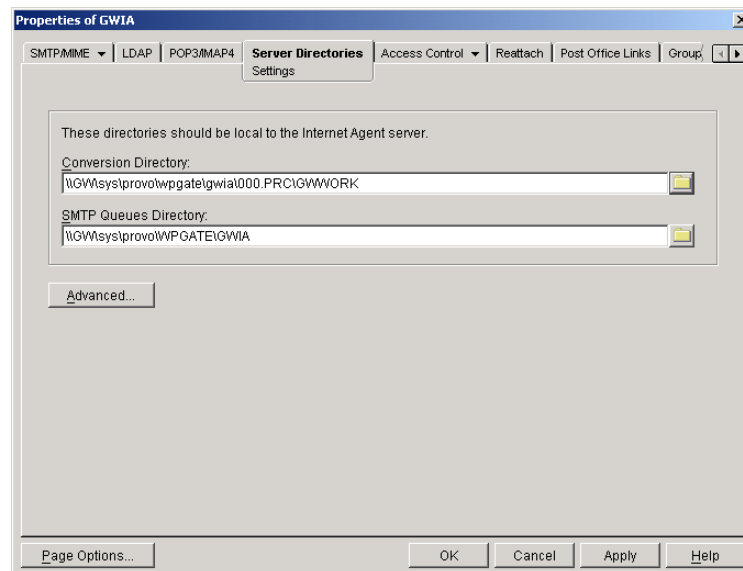 Properties of GWIA
SMTP/MIME LDAP POP3/IMAP4 Server Directories Access Control Reattach Post Office Links Group
Settings
These directories should be local to the Internet Agent server.
Conversion Directory:
\\GW\sys\provo\wpgate\gwia\000.PRC\GWWORK
SMTP Queues Directory:
\\GW\sys\provo\WPGATE\GWIA
Advanced...
Page Options... OK Cancel Apply Help